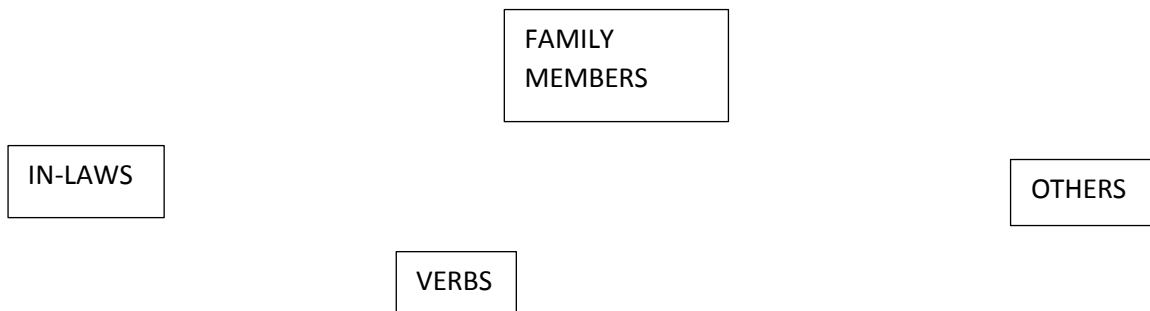 FAMILY
MEMBERS
IN-LAWS
OTHERS
VERBS